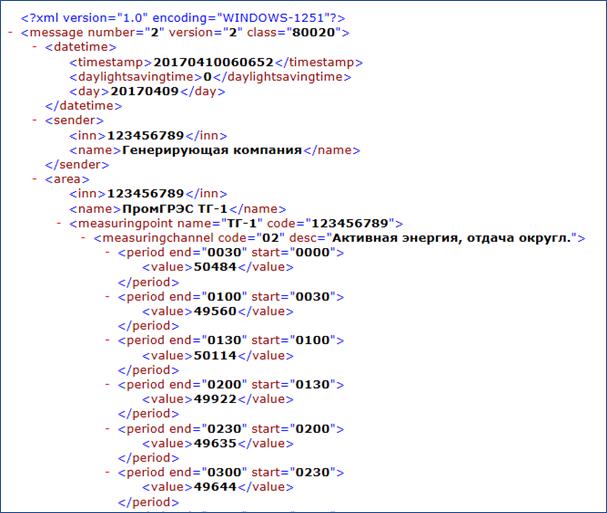 <?xml version="1.0" encoding="WINDOWS-1251"?>
- <message number="2" version="2" class="80020">
- <datetime>
<timestamp>20170410060652</timestamp>
<daylightsavingtime>0</daylightsavingtime>
<day>20170409</day>
</datetime>
- <sender>
<inn>123456789</inn>
<name>Генерирующая компания</name>
</sender>
- <area>
<inn>123456789</inn>
<name>ПромГРЭС ТГ-1</name>
- <measuringpoint name="ТГ-1" code="123456789">
- <measuringchannel code="02" desc="Активная энергия, отдача округл.">
- <period end="0030" start="0000">
<value>50484</value>
</period>
- <period end="0100" start="0030">
<value>49560</value>
</period>
- <period end="0130" start="0100">
<value>50114</value>
</period>
- <period end="0200" start="0130">
<value>49922</value>
</period>
- <period end="0230" start="0200">
<value>49635</value>
</period>
- <period end="0300" start="0230">
<value>49644</value>
</period>